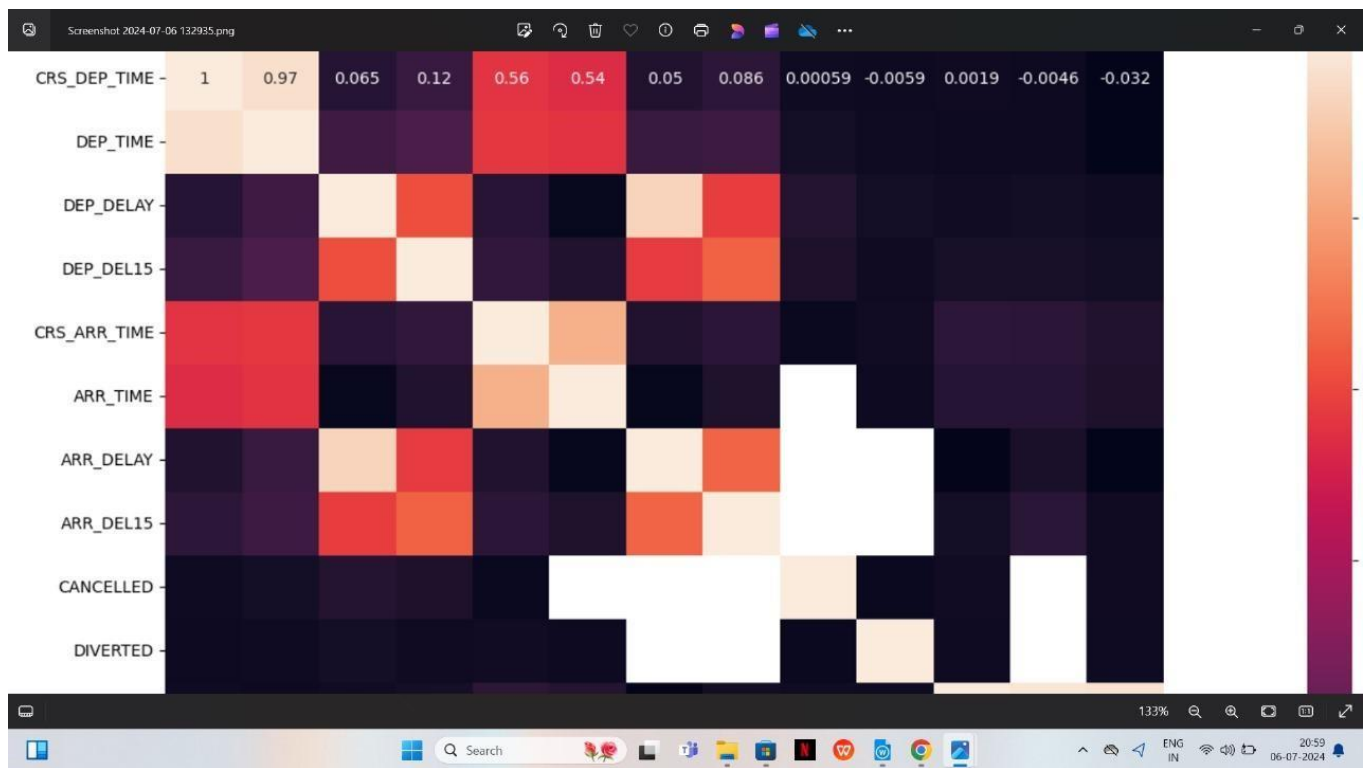 Screenshot 2024-07-06 132935.png
CRS_DEP_TIME - 1 0.97 0.065 0.12 0.56 0.54 0.05 0.086 0.00059 -0.0059 0.0019 -0.0046 -0.032
DEP_TIME -
DEP_DELAY -
DEP_DEL15 -
CRS_ARR_TIME -
ARR_TIME -
ARR_DELAY -
ARR_DEL15 -
CANCELLED -
DIVERTED -
133%
Search
ENG
IN
20:59
06-07-2024